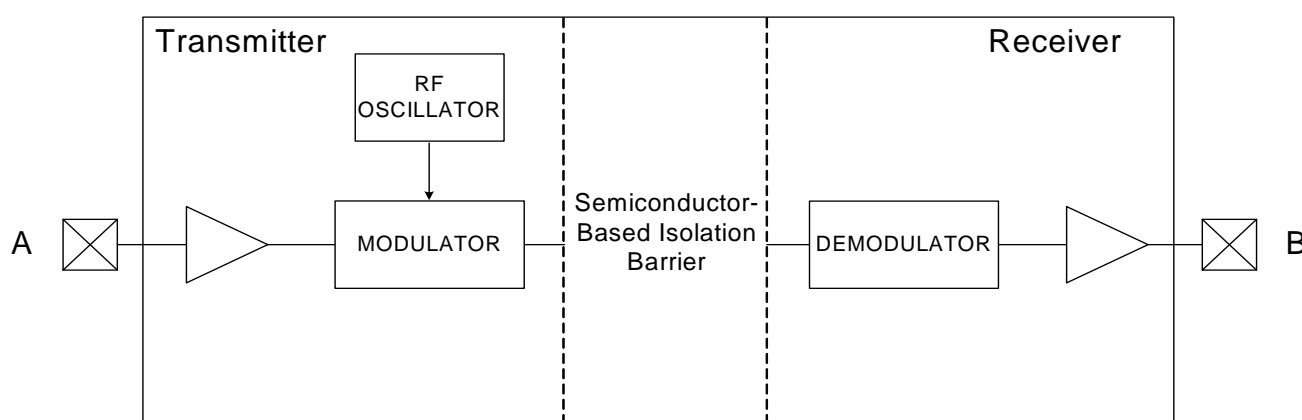 Transmitter
Receiver
RF
OSCILLATOR
A
MODULATOR
Semiconductor-
Based Isolation
Barrier
DEMODULATOR
B